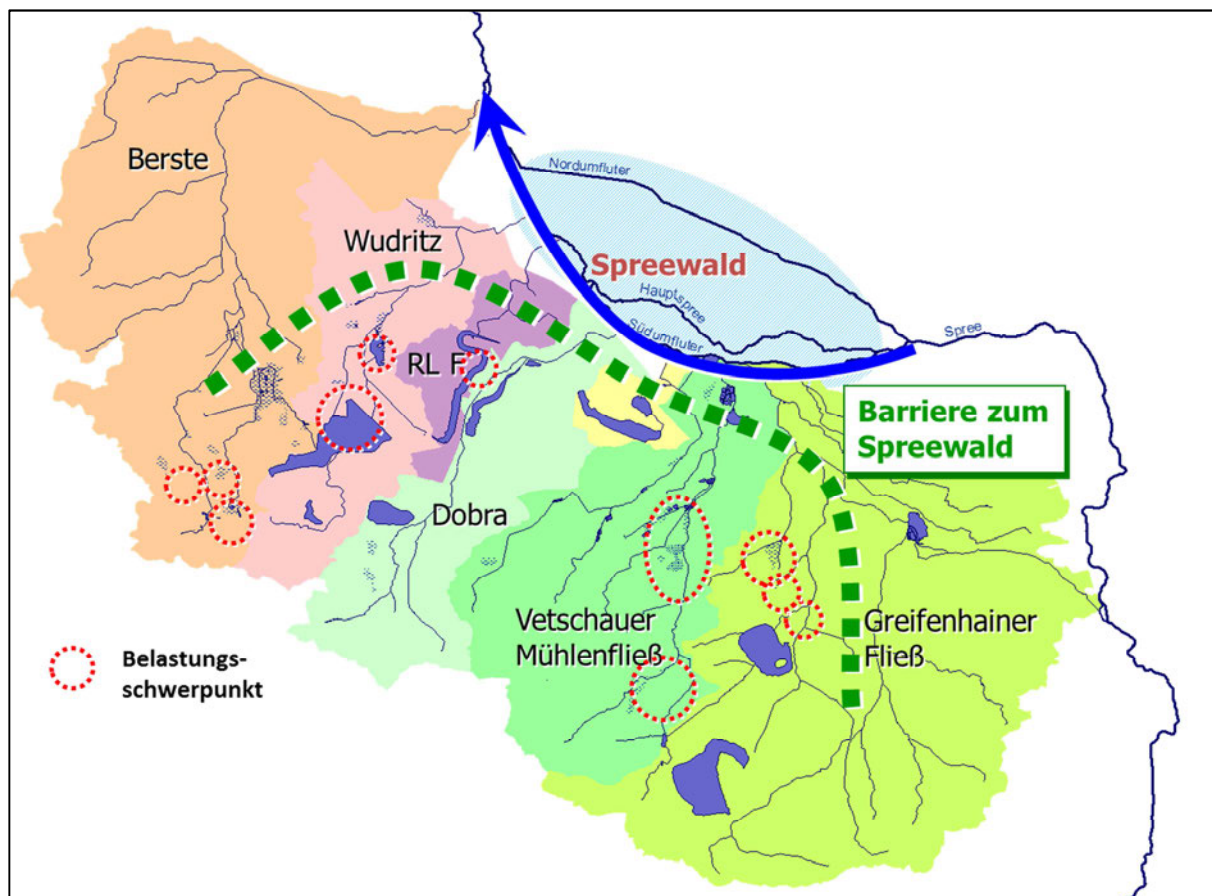 Berste
Wudritz
Nordumfluter
Spreewald
Hauptspree
Südumfluter
Spree
RL F.
Barriere zum
Spreewald
Dobra
Vetschauer
Mühlenfließ
Greifenhainer
Fließ
Belastungs-
schwerpunkt